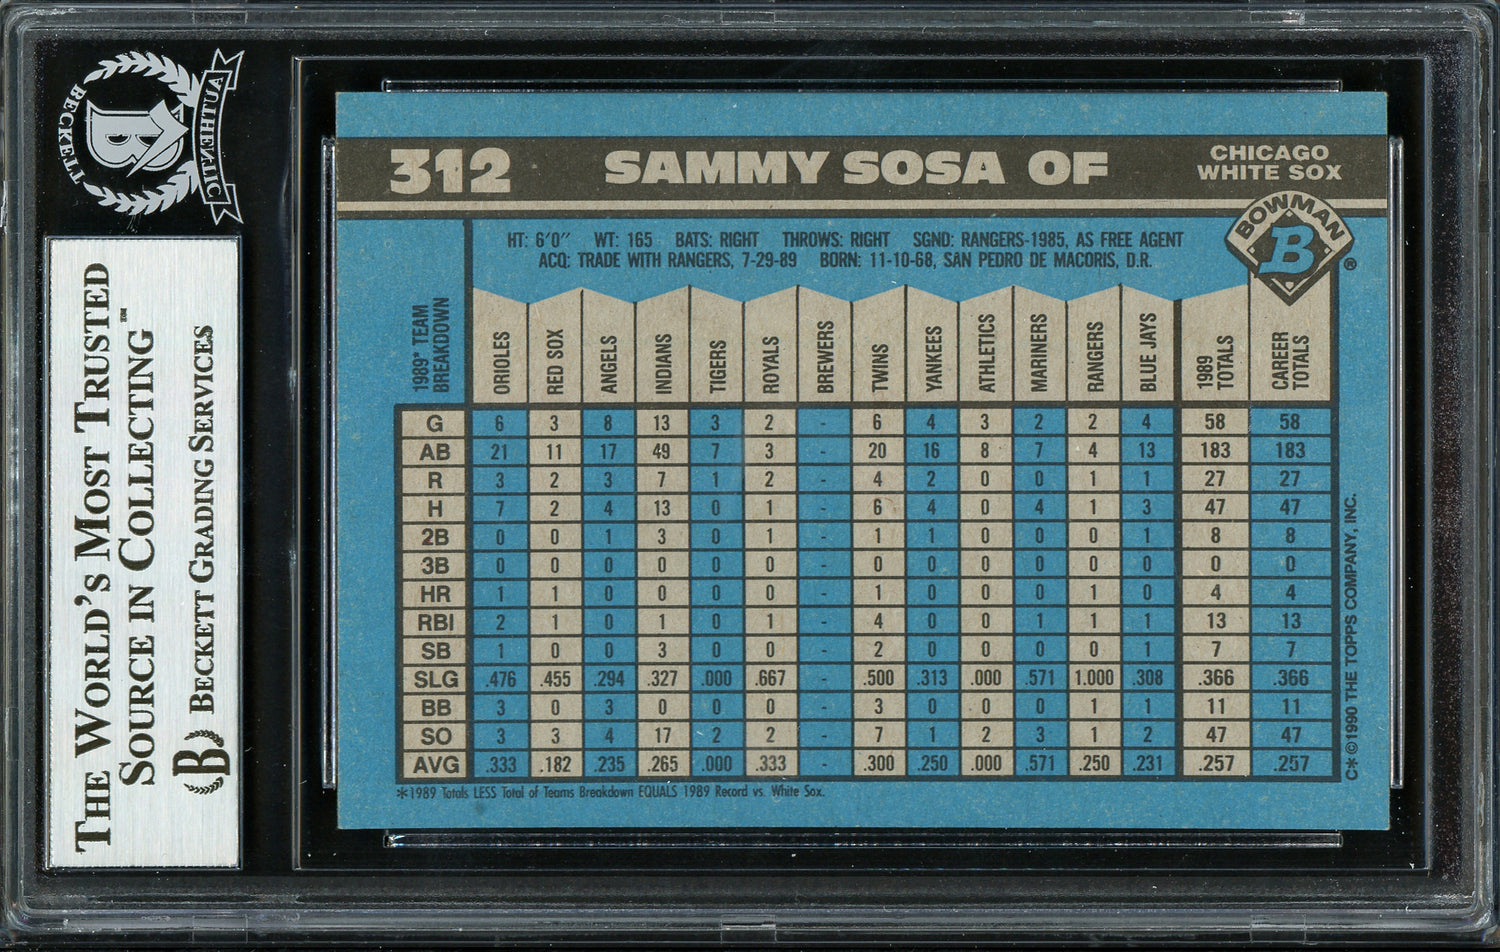 312 SAMMY SOSA OF CHICAGO WHITE SOX
BOWMAN
B
®
HT: 6'0" WT: 165 BATS: RIGHT THROWS: RIGHT SGND: RANGERS-1985, AS FREE AGENT
ACQ: TRADE WITH RANGERS, 7-29-89 BORN: 11-10-68, SAN PEDRO DE MACORIS, D.R.
1989* TEAM BREAKDOWN ORIOLES RED SOX ANGELS INDIANS TIGERS ROYALS BREWERS TWINS YANKEES ATHLETICS MARINERS RANGERS BLUE JAYS 1989 TOTALS CAREER TOTALS
G 6 3 8 13 3 2 - 6 4 3 2 2 4 58 58
AB 21 11 17 49 7 3 - 20 16 8 7 4 13 183 183
R 3 2 3 7 1 2 - 4 2 0 0 1 1 27 27
H 7 2 4 13 0 1 - 6 4 0 4 1 3 47 47
2B 0 0 1 3 0 1 - 1 1 0 0 0 1 8 8
3B 0 0 0 0 0 0 - 0 0 0 0 0 0 0 0
HR 1 1 0 0 0 0 - 1 0 0 0 1 0 4 4
RBI 2 1 0 1 0 1 - 4 0 0 1 1 1 13 13
SB 1 0 0 3 0 0 - 2 0 0 0 0 1 7 7
SLG .476 .455 .294 .327 .000 .667 - .500 .313 .000 .571 1.000 .308 .366 .366
BB 3 0 3 0 0 0 - 3 0 0 0 1 1 11 11
SO 3 3 4 17 2 2 - 7 1 2 3 1 2 47 47
AVG .333 .182 .235 .265 .000 .333 - .300 .250 .000 .571 .250 .231 .257 .257
*1989 Totals LESS Total of Teams Breakdown EQUALS 1989 Record vs. White Sox.
C*©1990 THE TOPPS COMPANY, INC.
BECKETT
B
AUTHENTIC
THE WORLD'S MOST TRUSTED
SOURCE IN COLLECTING℠
B BECKETT GRADING SERVICES